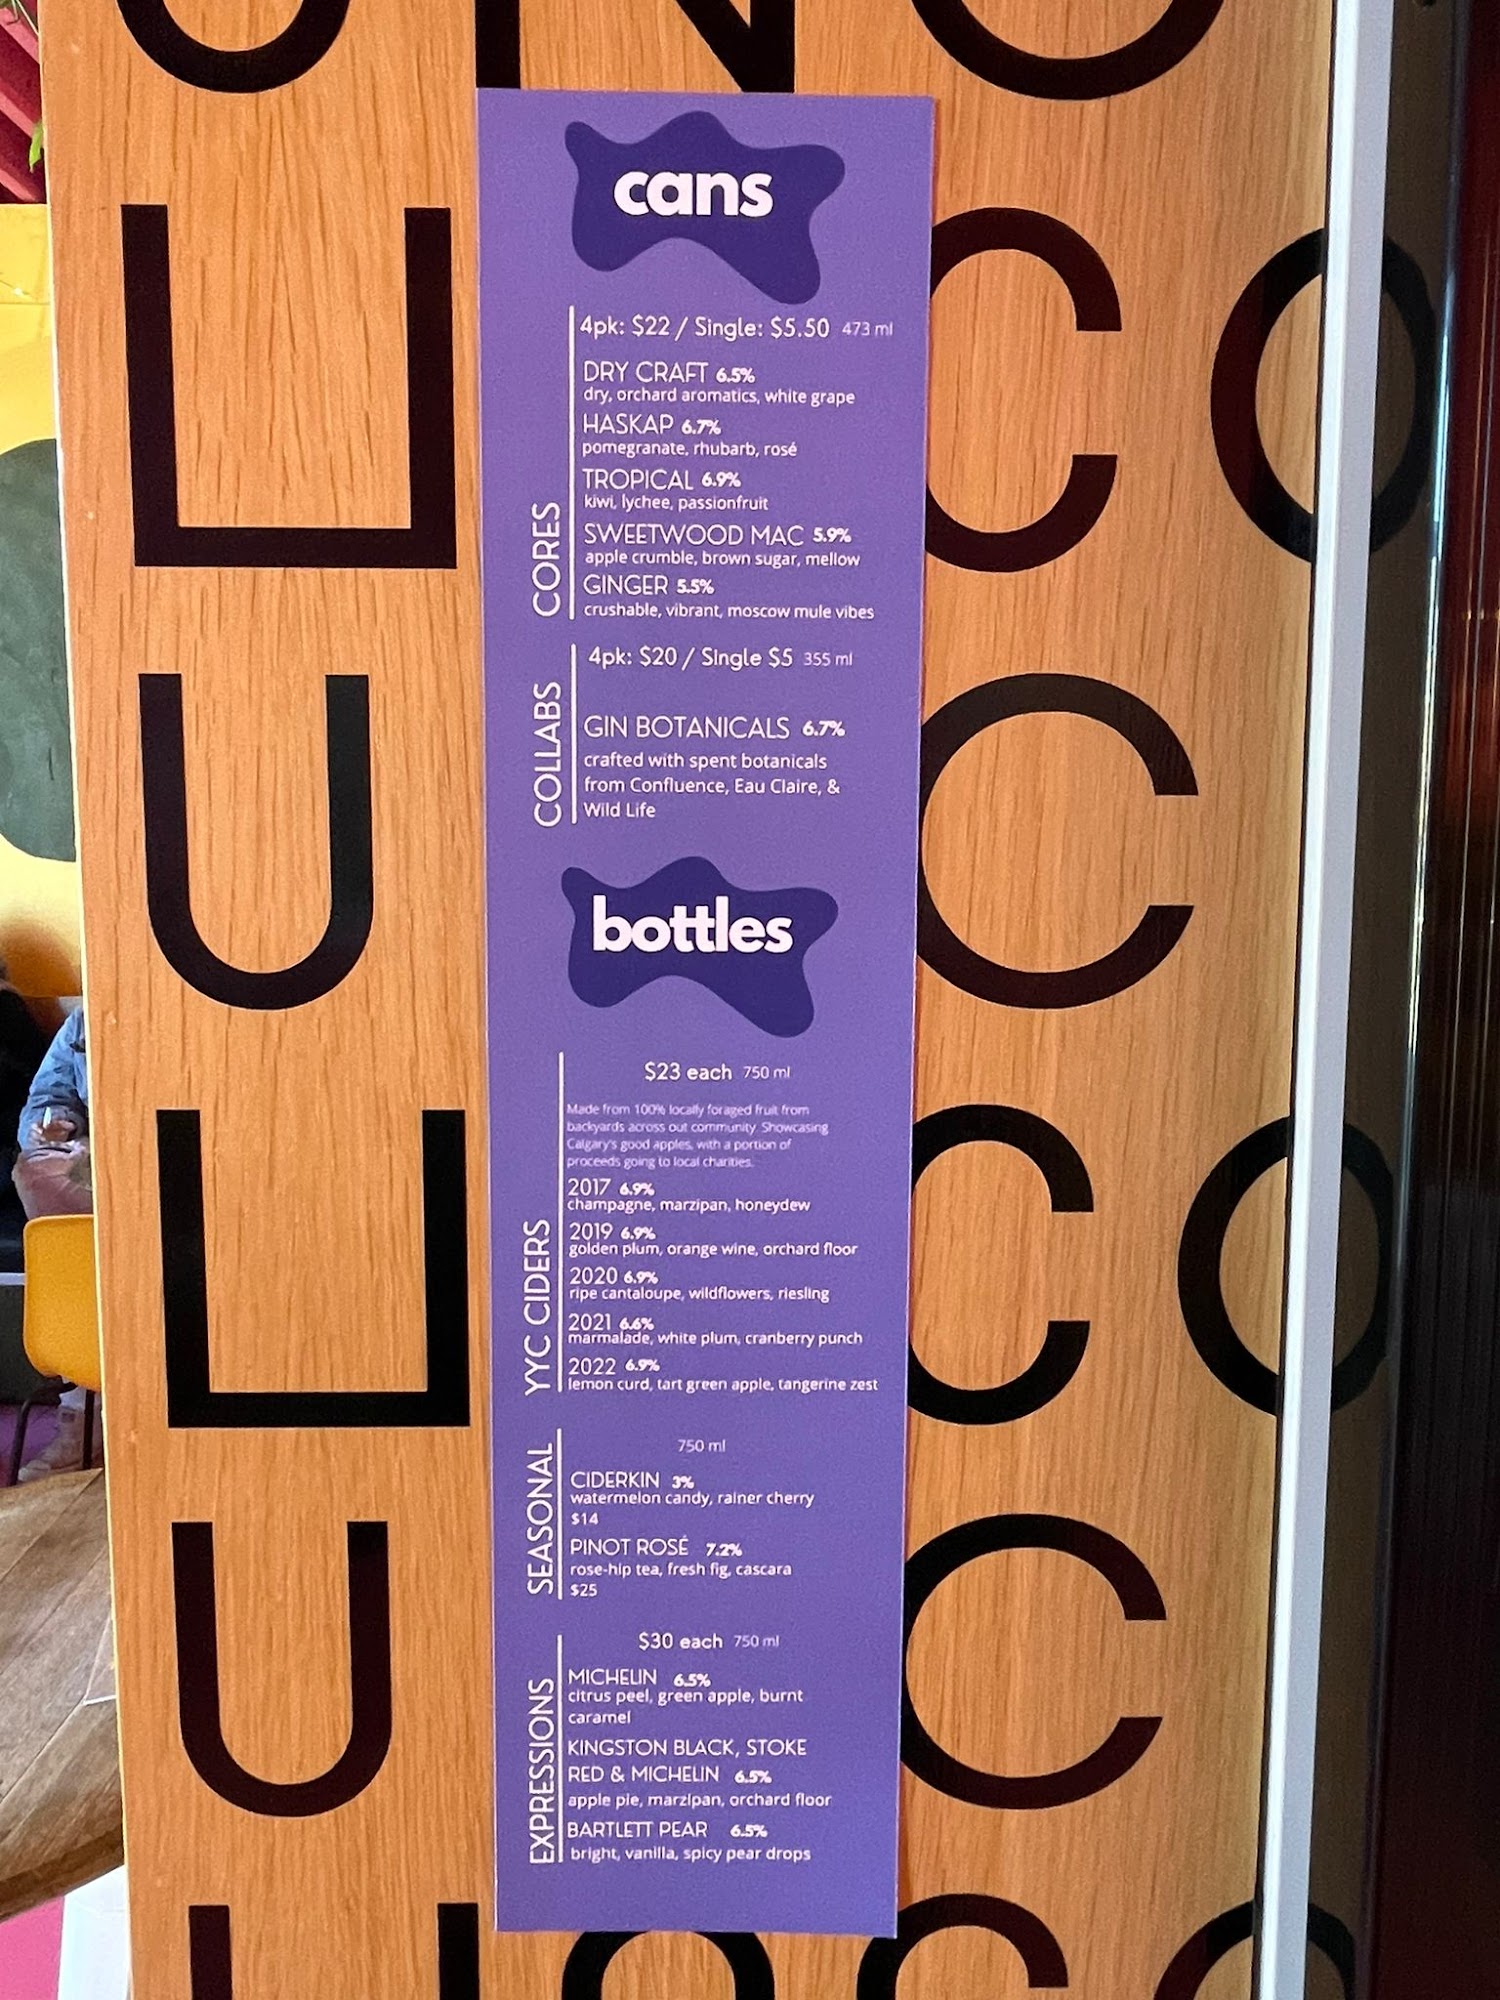 UNC
cans
4pk: $22 / Single: $5.50 473 ml
DRY CRAFT 6.5%
dry, orchard aromatics, white grape
HASKAP 6.7%
pomegranate, rhubarb, rosé
TROPICAL 6.9%
kiwi, lychee, passionfruit
SWEETWOOD MAC 5.9%
apple crumble, brown sugar, mellow
GINGER 5.5%
crushable, vibrant, moscow mule vibes
CORES
4pk: $20 / Single $5 355 ml
GIN BOTANICALS 6.7%
crafted with spent botanicals
from Confluence, Eau Claire, &
Wild Life
COLLABS
bottles
$23 each 750 ml
Made from 100% locally foraged fruit from
backyards across out community. Showcasing
Calgary's good apples, with a portion of
proceeds going to local charities.
2017 6.9%
champagne, marzipan, honeydew
2019 6.9%
golden plum, orange wine, orchard floor
2020 6.9%
ripe cantaloupe, wildflowers, riesling
2021 6.6%
marmalade, white plum, cranberry punch
2022 6.9%
lemon curd, tart green apple, tangerine zest
YYC CIDERS
750 ml
CIDERKIN 3%
watermelon candy, rainer cherry
$14
PINOT ROSÉ 7.2%
rose-hip tea, fresh fig, cascara
$25
SEASONAL
$30 each 750 ml
MICHELIN 6.5%
citrus peel, green apple, burnt
caramel
KINGSTON BLACK, STOKE
RED & MICHELIN 6.5%
apple pie, marzipan, orchard floor
BARTLETT PEAR 6.5%
bright, vanilla, spicy pear drops
EXPRESSIONS